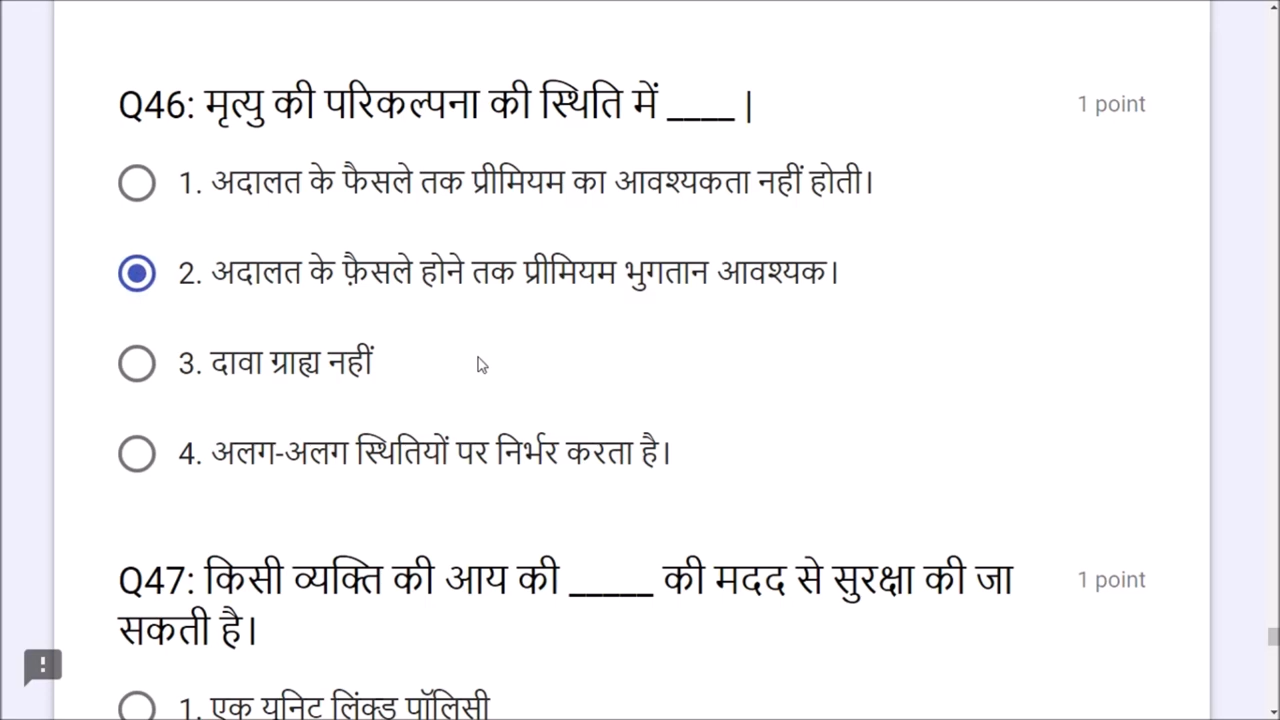 Q46: मृत्यु की परिकल्पना की स्थिति में ____ |
1 point
1. अदालत के फैसले तक प्रीमियम का आवश्यकता नहीं होती।
2. अदालत के फ़ैसले होने तक प्रीमियम भुगतान आवश्यक।
3. दावा ग्राह्य नहीं
4. अलग-अलग स्थितियों पर निर्भर करता है।
Q47: किसी व्यक्ति की आय की _____ की मदद से सुरक्षा की जा
1 point
सकती है।
1. एक यूनिट लिंक्ड पॉलिसी